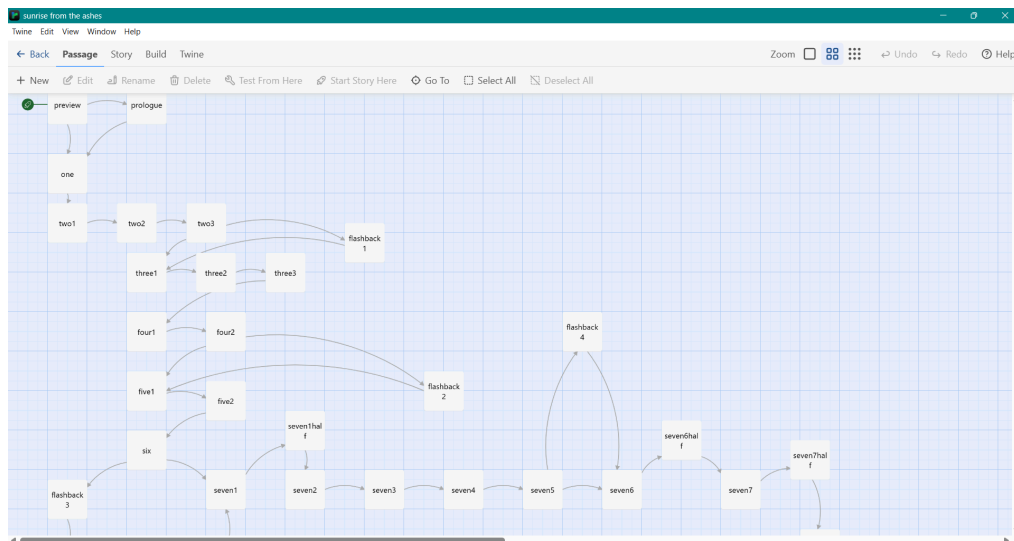 sunrise from the ashes
Twine Edit View Window Help
Back Passage Story Build Twine Zoom Undo Redo Help
New Edit Rename Delete Test From Here Start Story Here Go To Select All Deselect All
preview
prologue
one
two1
two2
two3
flashback
1
three1
three2
three3
four1
four2
flashback
4
five1
five2
flashback
2
seven1hal
f
six
seven6hal
f
seven7hal
f
flashback
3
seven1
seven2
seven3
seven4
seven5
seven6
seven7